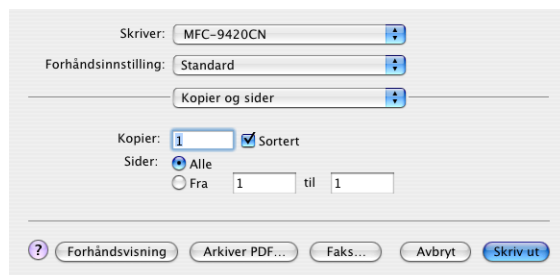 Skriver: MFC-9420CN
Forhåndsinnstilling: Standard
Kopier og sider
Kopier: 1 Sortert
Sider: Alle
Fra 1 til 1
? Forhåndsvisning Arkiver PDF... Faks... Avbryt Skriv ut